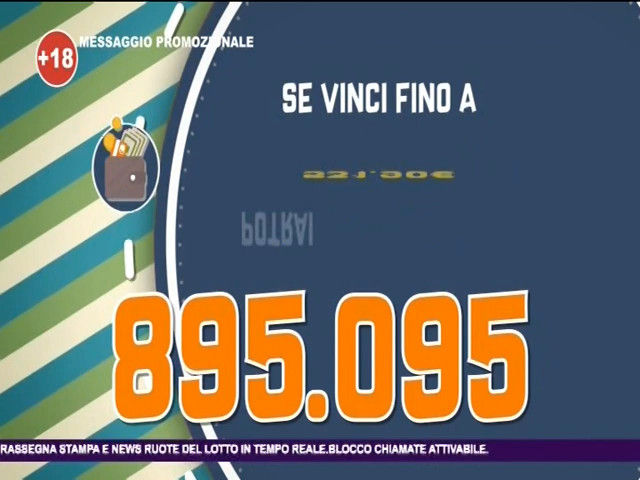 +18
MESSAGGIO PROMOZIONALE
SE VINCI FINO A
POTRAI
895.095
RASSEGNA STAMPA E NEWS RUOTE DEL LOTTO IN TEMPO REALE.BLOCCO CHIAMATE ATTIVABILE.